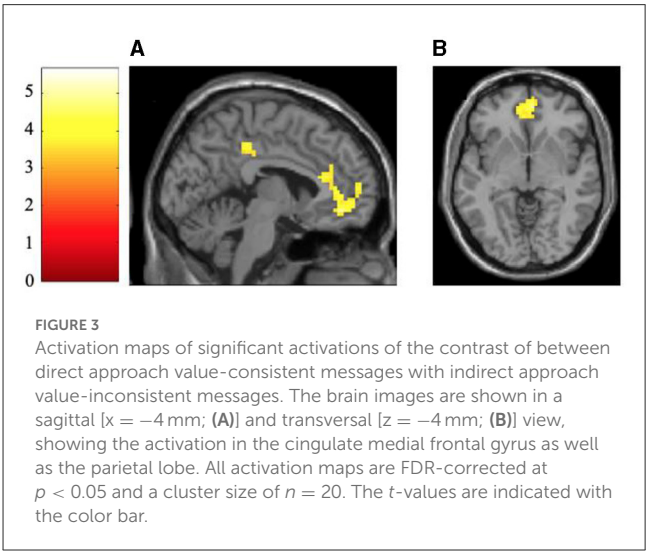 A
B
5
4
3
2
1
0
FIGURE 3
Activation maps of significant activations of the contrast of between
direct approach value-consistent messages with indirect approach
value-inconsistent messages. The brain images are shown in a
sagittal [x = −4 mm; (A)] and transversal [z = −4 mm; (B)] view,
showing the activation in the cingulate medial frontal gyrus as well
as the parietal lobe. All activation maps are FDR-corrected at
p < 0.05 and a cluster size of n = 20. The t-values are indicated with
the color bar.